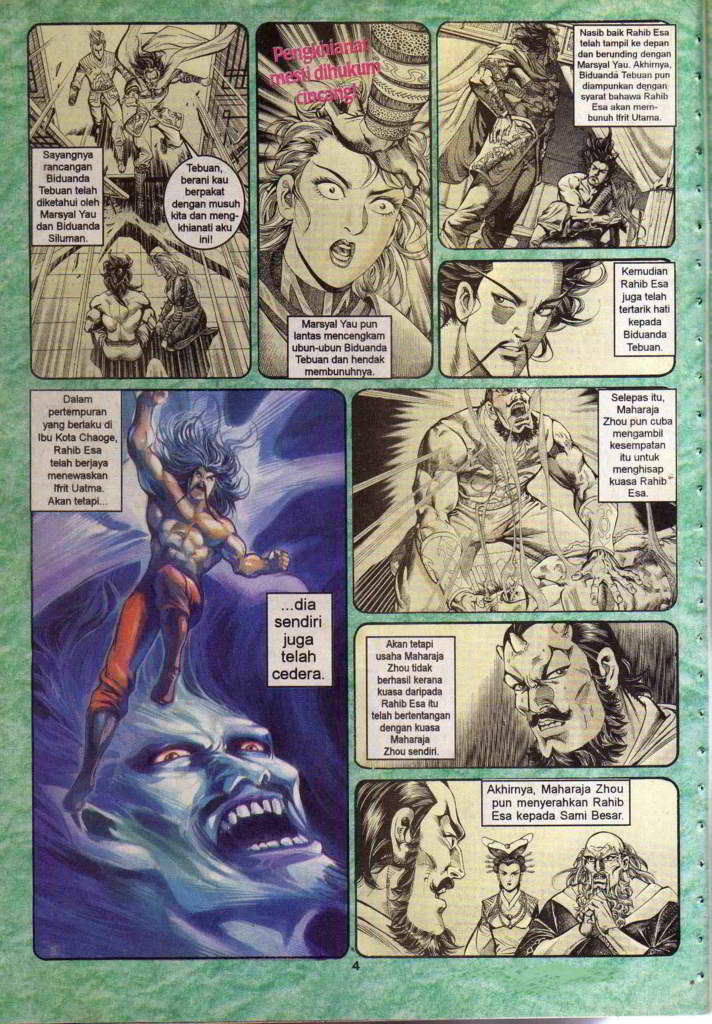 Sayangnya
rancangan
Biduanda
Tebuan telah
diketahui oleh
Marsyal Yau
dan Biduanda
Siluman.
Tebuan,
berani kau
berpakat
dengan musuh
kita dan meng-
khianati aku
ini!
Pengkhianat
mesti dihukum
cincang!
Marsyal Yau pun
lantas mencengkam
ubun-ubun Biduanda
Tebuan dan hendak
membunuhnya.
Nasib baik Rahib Esa
telah tampil ke depan
dan berunding dengan
Marsyal Yau. Akhirnya,
Biduanda Tebuan pun
diampunkan dengan
syarat bahawa Rahib
Esa akan mem-
bunuh Ifrit Utama.
Kemudian
Rahib Esa
juga telah
tertarik hati
kepada
Biduanda
Tebuan.
Dalam
pertempuran
yang berlaku di
Ibu Kota Chaoge,
Rahib Esa
telah berjaya
menewaskan
Ifrit Uatma.
Akan tetapi...
...dia
sendiri
juga
telah
cedera.
Selepas itu,
Maharaja
Zhou pun cuba
mengambil
kesempatan
itu untuk
menghisap
kuasa Rahib
Esa.
Akan tetapi
usaha Maharaja
Zhou tidak
berhasil kerana
kuasa daripada
Rahib Esa itu
telah bertentangan
dengan kuasa
Maharaja
Zhou sendiri.
Akhirnya, Maharaja Zhou
pun menyerahkan Rahib
Esa kepada Sami Besar.
4